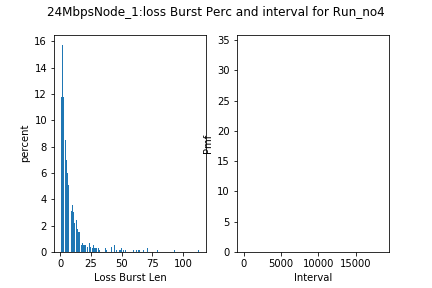 24MbpsNode_1:loss Burst Perc and interval for Run_no4
16
14
12
10
8
6
4
2
0
percent
0 25 50 75 100
Loss Burst Len
35
30
25
20
15
10
5
0
Pmf
0 5000 10000 15000
Interval